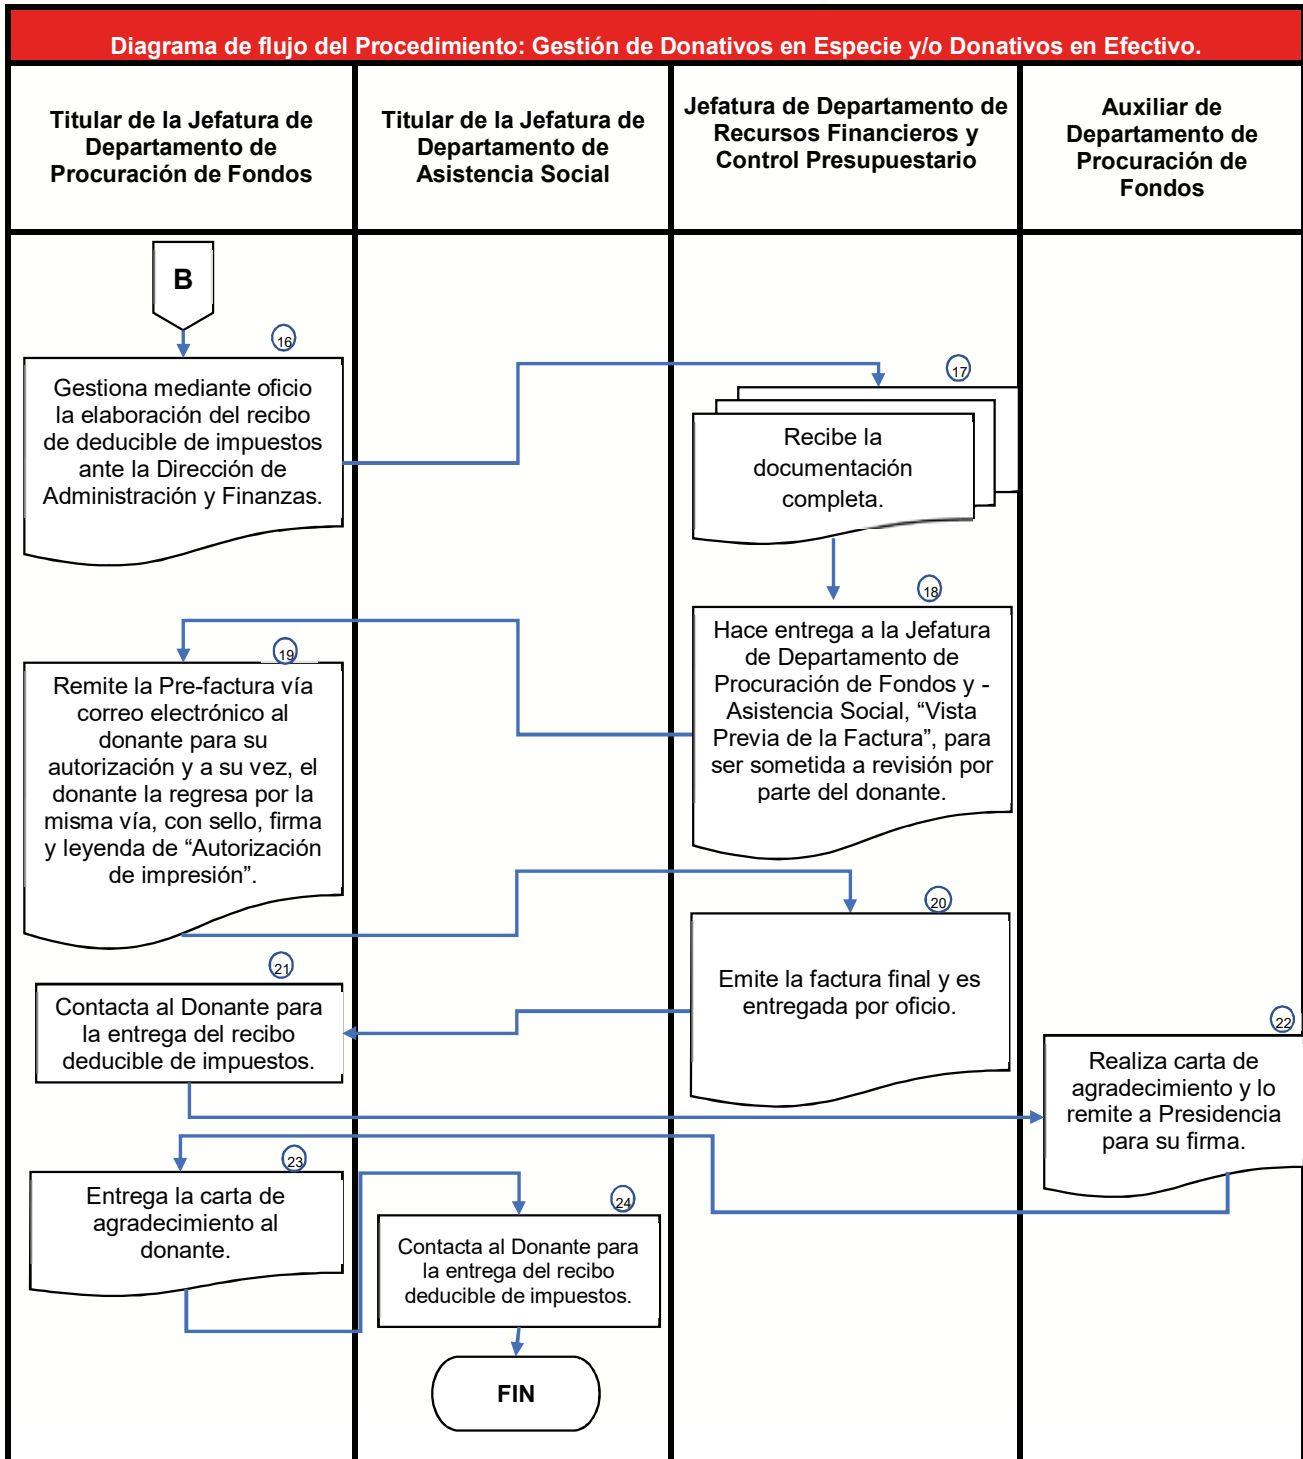 Diagrama de flujo del Procedimiento: Gestión de Donativos en Especie y/o Donativos en Efectivo.
Titular de la Jefatura de
Departamento de
Procuración de Fondos
Titular de la Jefatura de
Departamento de
Asistencia Social
Jefatura de Departamento de
Recursos Financieros y
Control Presupuestario
Auxiliar de
Departamento de
Procuración de
Fondos
B
16
Gestiona mediante oficio
la elaboración del recibo
de deducible de impuestos
ante la Dirección de
Administración y Finanzas.
17
Recibe la
documentación
completa.
18
Hace entrega a la Jefatura
de Departamento de
Procuración de Fondos y -
Asistencia Social, “Vista
Previa de la Factura”, para
ser sometida a revisión por
parte del donante.
19
Remite la Pre-factura vía
correo electrónico al
donante para su
autorización y a su vez, el
donante la regresa por la
misma vía, con sello, firma
y leyenda de “Autorización
de impresión”.
20
Emite la factura final y es
entregada por oficio.
21
Contacta al Donante para
la entrega del recibo
deducible de impuestos.
22
Realiza carta de
agradecimiento y lo
remite a Presidencia
para su firma.
23
Entrega la carta de
agradecimiento al
donante.
24
Contacta al Donante para
la entrega del recibo
deducible de impuestos.
FIN